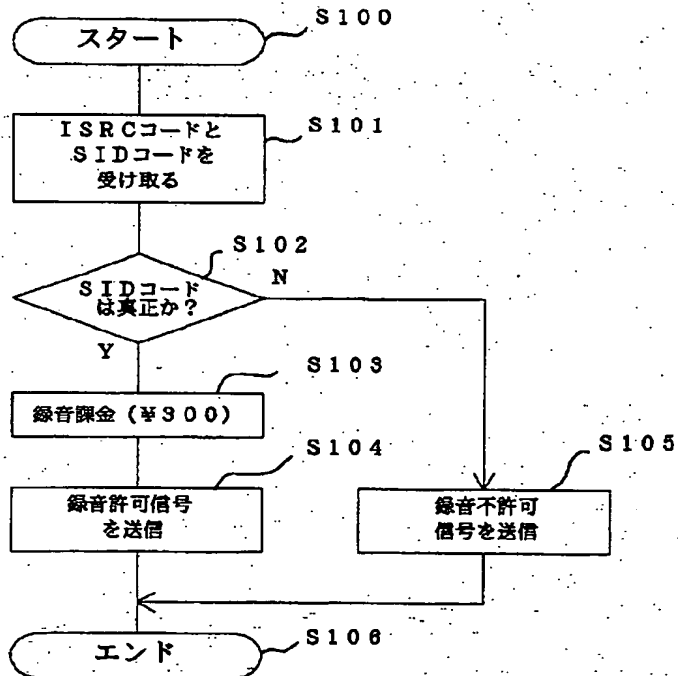 スタート
S100
ISRCコードと
SIDコードを
受け取る
S101
S102
SIDコード
は真正か?
N
Y
S103
録音課金(¥300)
S104
録音許可信号
を送信
S105
録音不許可
信号を送信
エンド
S106